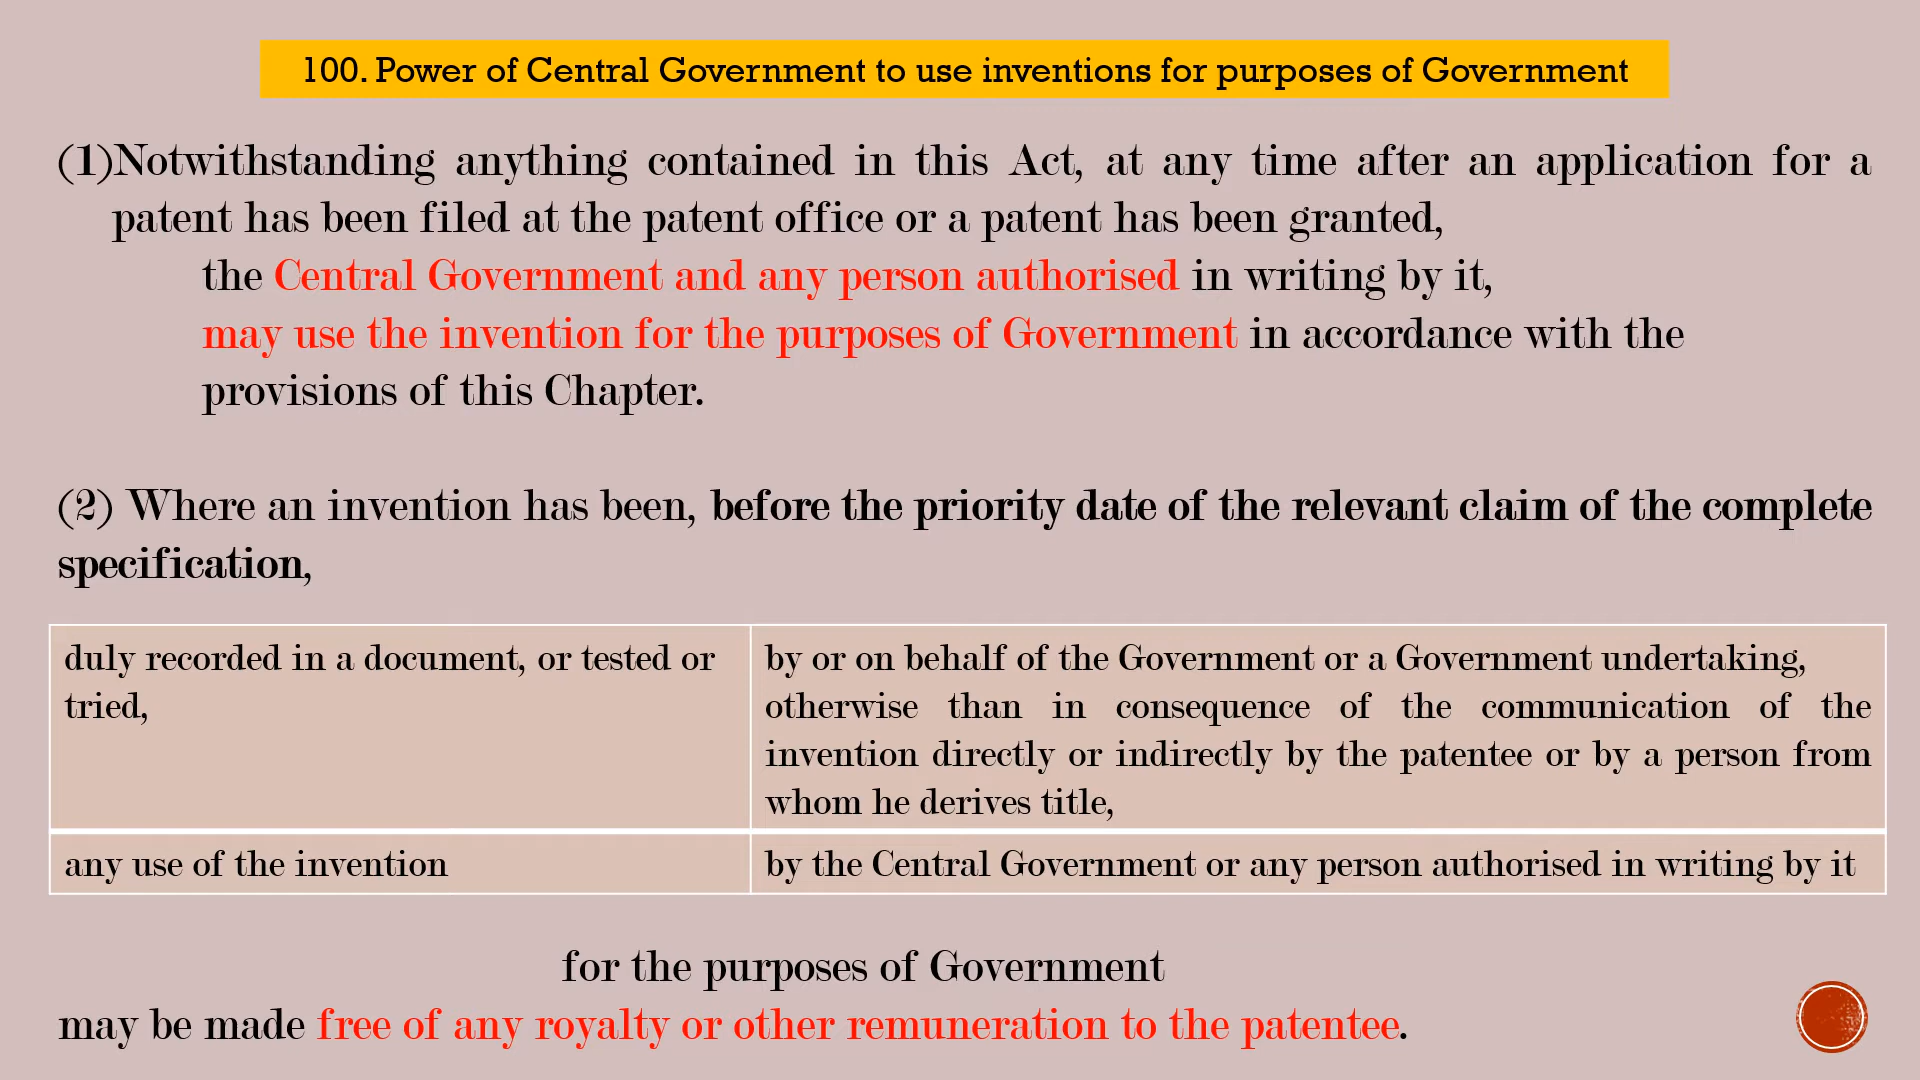 100. Power of Central Government to use inventions for purposes of Government
(1)Notwithstanding anything contained in this Act, at any time after an application for a
patent has been filed at the patent office or a patent has been granted,
the Central Government and any person authorised in writing by it,
may use the invention for the purposes of Government in accordance with the
provisions of this Chapter.
(2) Where an invention has been, before the priority date of the relevant claim of the complete
specification,
duly recorded in a document, or tested or
tried,
by or on behalf of the Government or a Government undertaking,
otherwise than in consequence of the communication of the
invention directly or indirectly by the patentee or by a person from
whom he derives title,
any use of the invention
by the Central Government or any person authorised in writing by it
for the purposes of Government
may be made free of any royalty or other remuneration to the patentee.